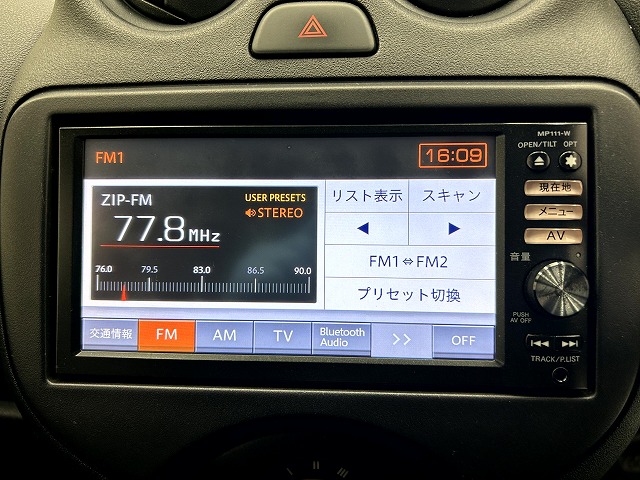 MP111-W
OPEN/TILT OPT
FM1
16:09
現在地
メニュー
AV
音量
PUSH
AV OFF
TRACK/P.LIST
ZIP-FM
USER PRESETS
STEREO
77.8 MHz
76.0 79.5 83.0 86.5 90.0
リスト表示
スキャン
FM1⇔FM2
プリセット切換
交通情報
FM
AM
TV
Bluetooth
Audio
>>
OFF